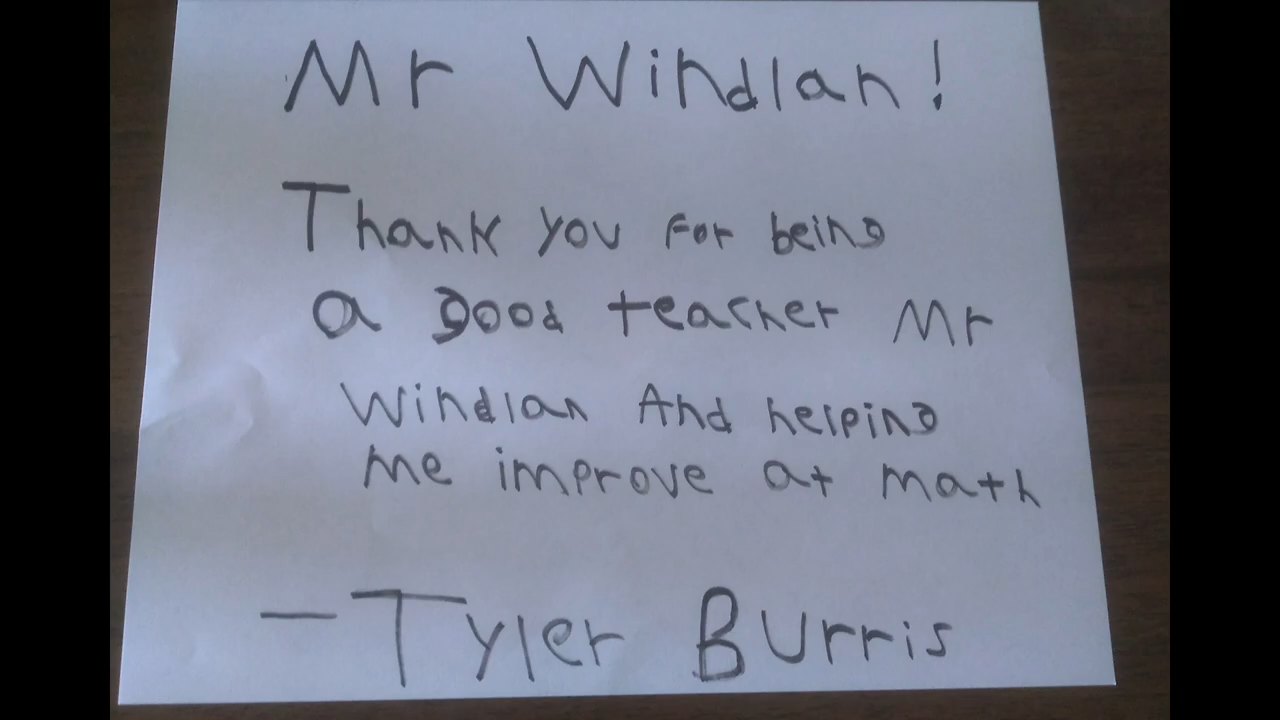 Mr Windlan!
Thank you For being
a good teacher Mr
Windlan And helping
me improve at math
- Tyler Burris